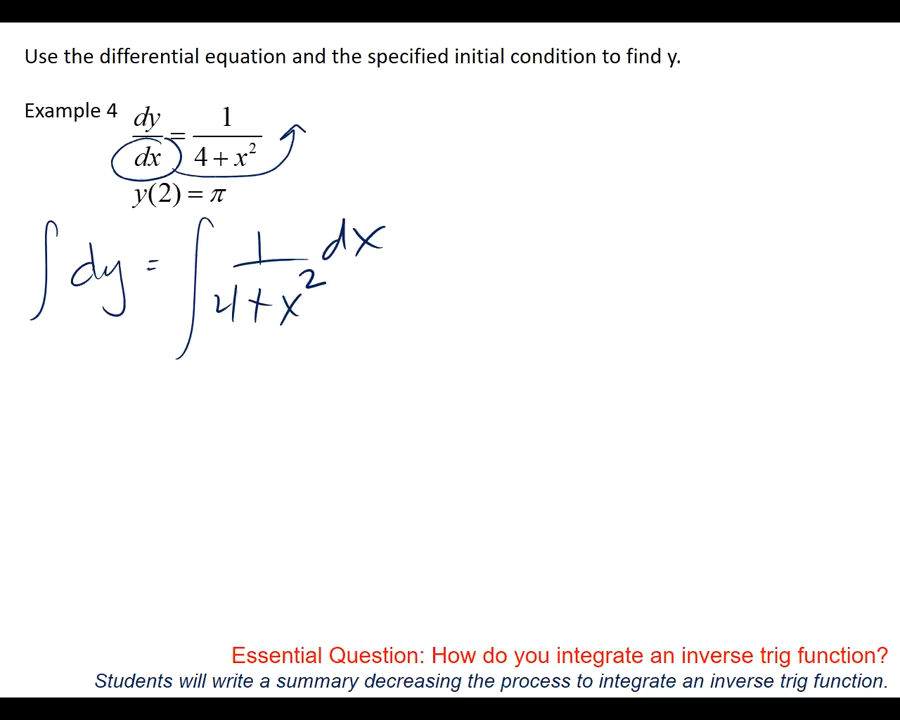 Use the differential equation and the specified initial condition to find y.
Example 4 dy/dx = 1/(4 + x²)
y(2) = π
∫ dy = ∫ 1/(4+x²) dx
Essential Question: How do you integrate an inverse trig function?
Students will write a summary decreasing the process to integrate an inverse trig function.